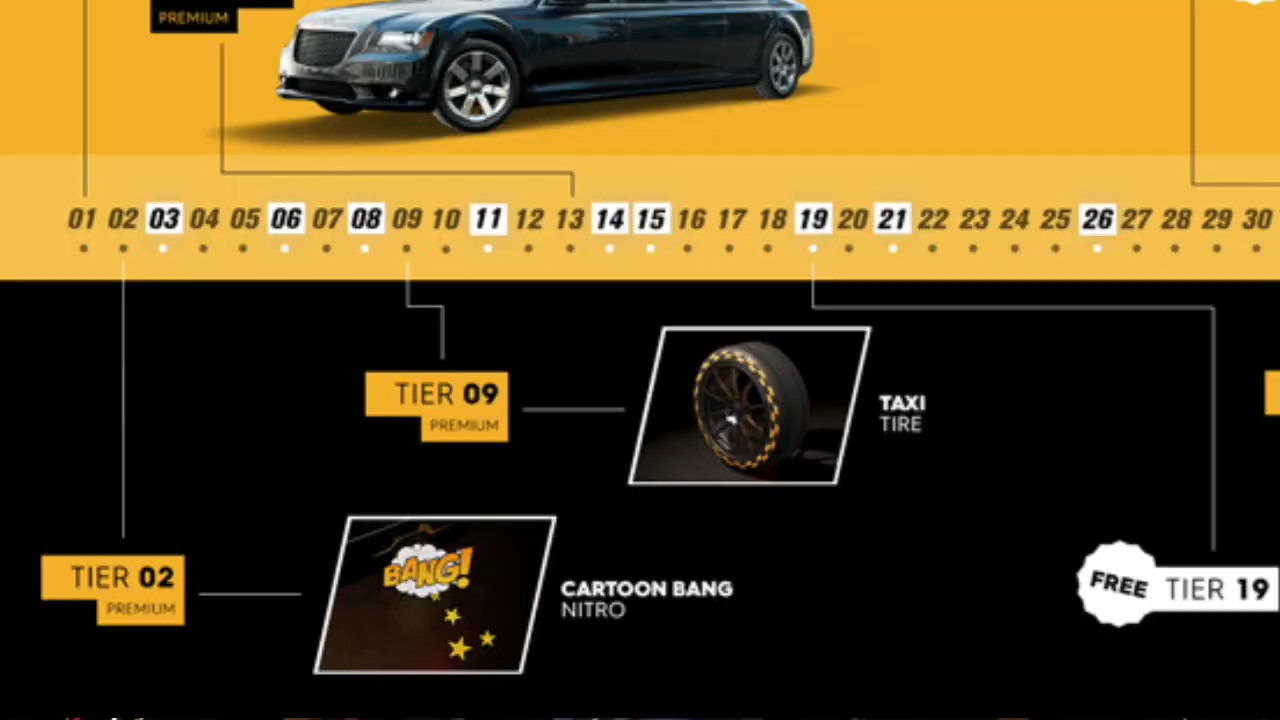 PREMIUM
01 02 03 04 05 06 07 08 09 10 11 12 13 14 15 16 17 18 19 20 21 22 23 24 25 26 27 28 29 30
TIER 09
PREMIUM
TAXI
TIRE
TIER 02
PREMIUM
BANG!
CARTOON BANG
NITRO
FREE TIER 19